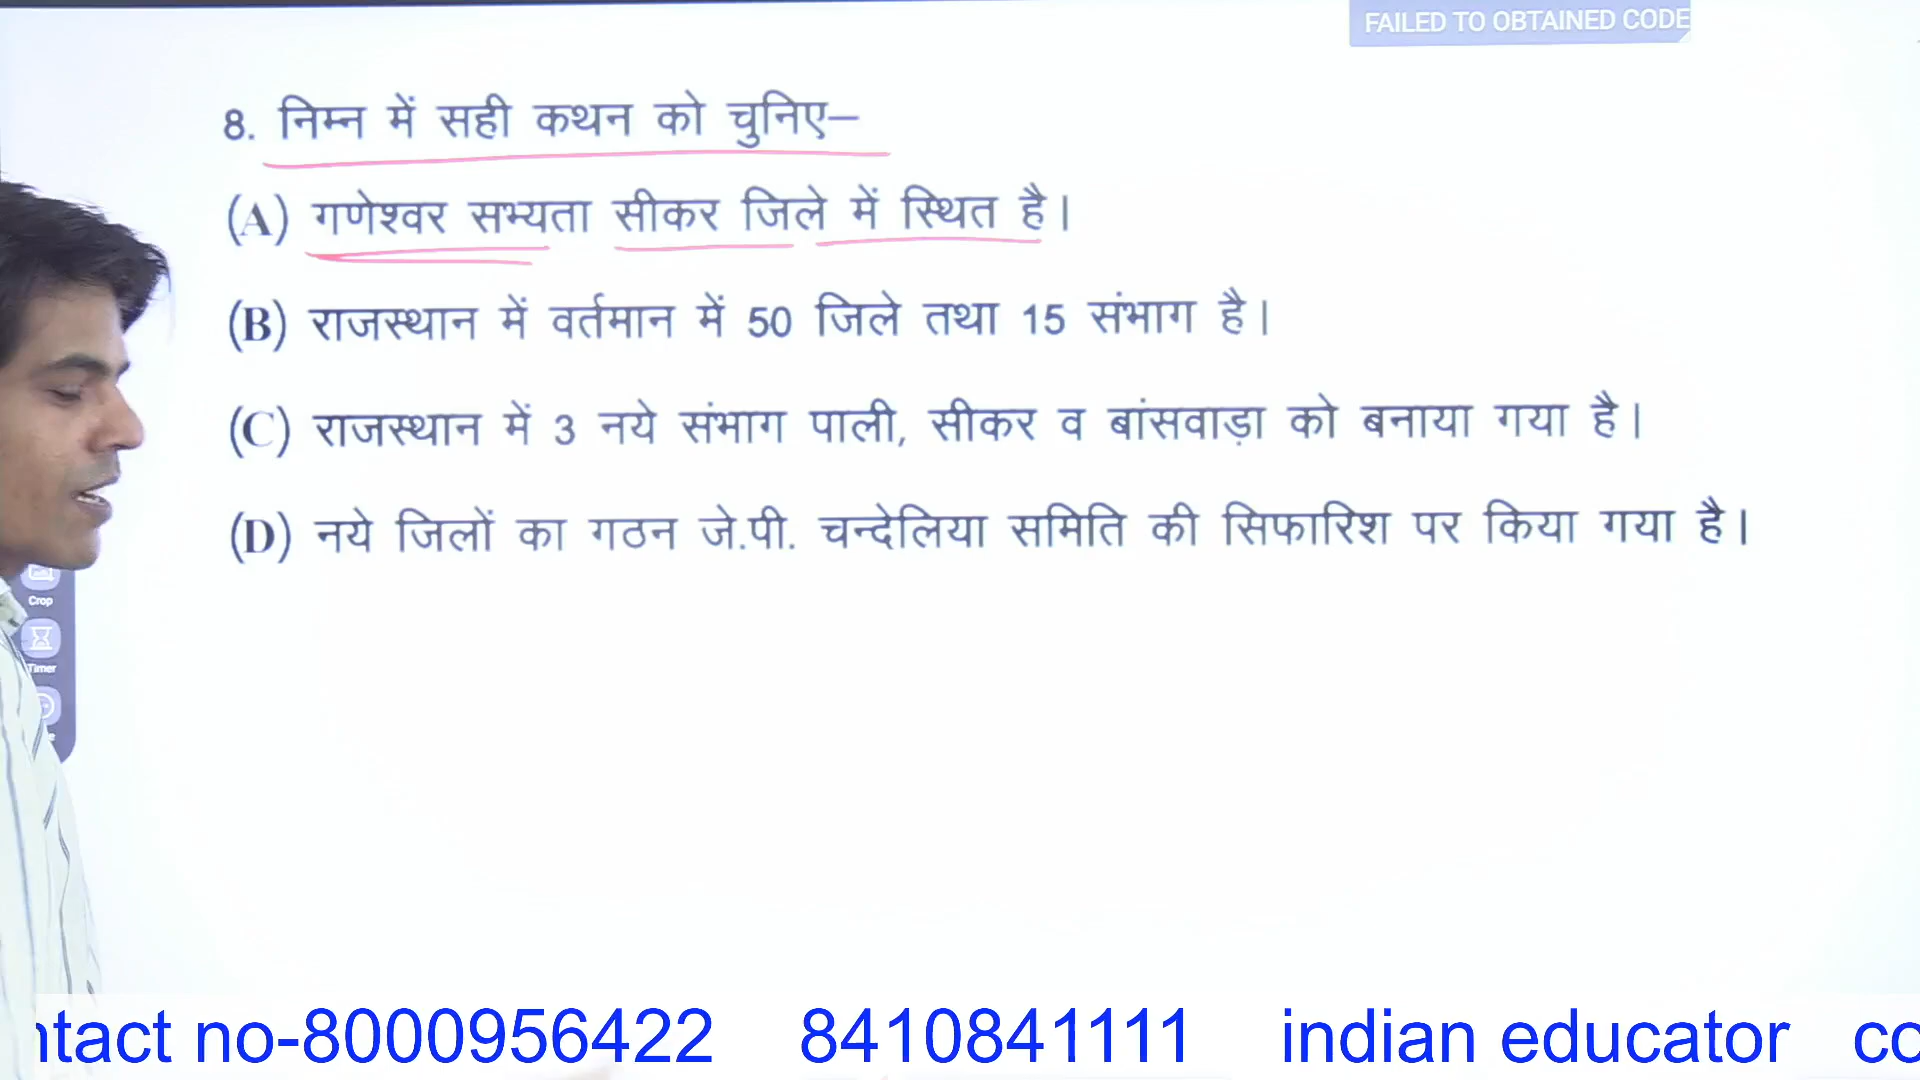 FAILED TO OBTAINED CODE
8. निम्न में सही कथन को चुनिए–
(A) गणेश्वर सभ्यता सीकर जिले में स्थित है।
(B) राजस्थान में वर्तमान में 50 जिले तथा 15 संभाग है।
(C) राजस्थान में 3 नये संभाग पाली, सीकर व बांसवाड़ा को बनाया गया है।
(D) नये जिलों का गठन जे.पी. चन्देलिया समिति की सिफारिश पर किया गया है।
Crop
Timer
ntact no-8000956422 8410841111 indian educator co